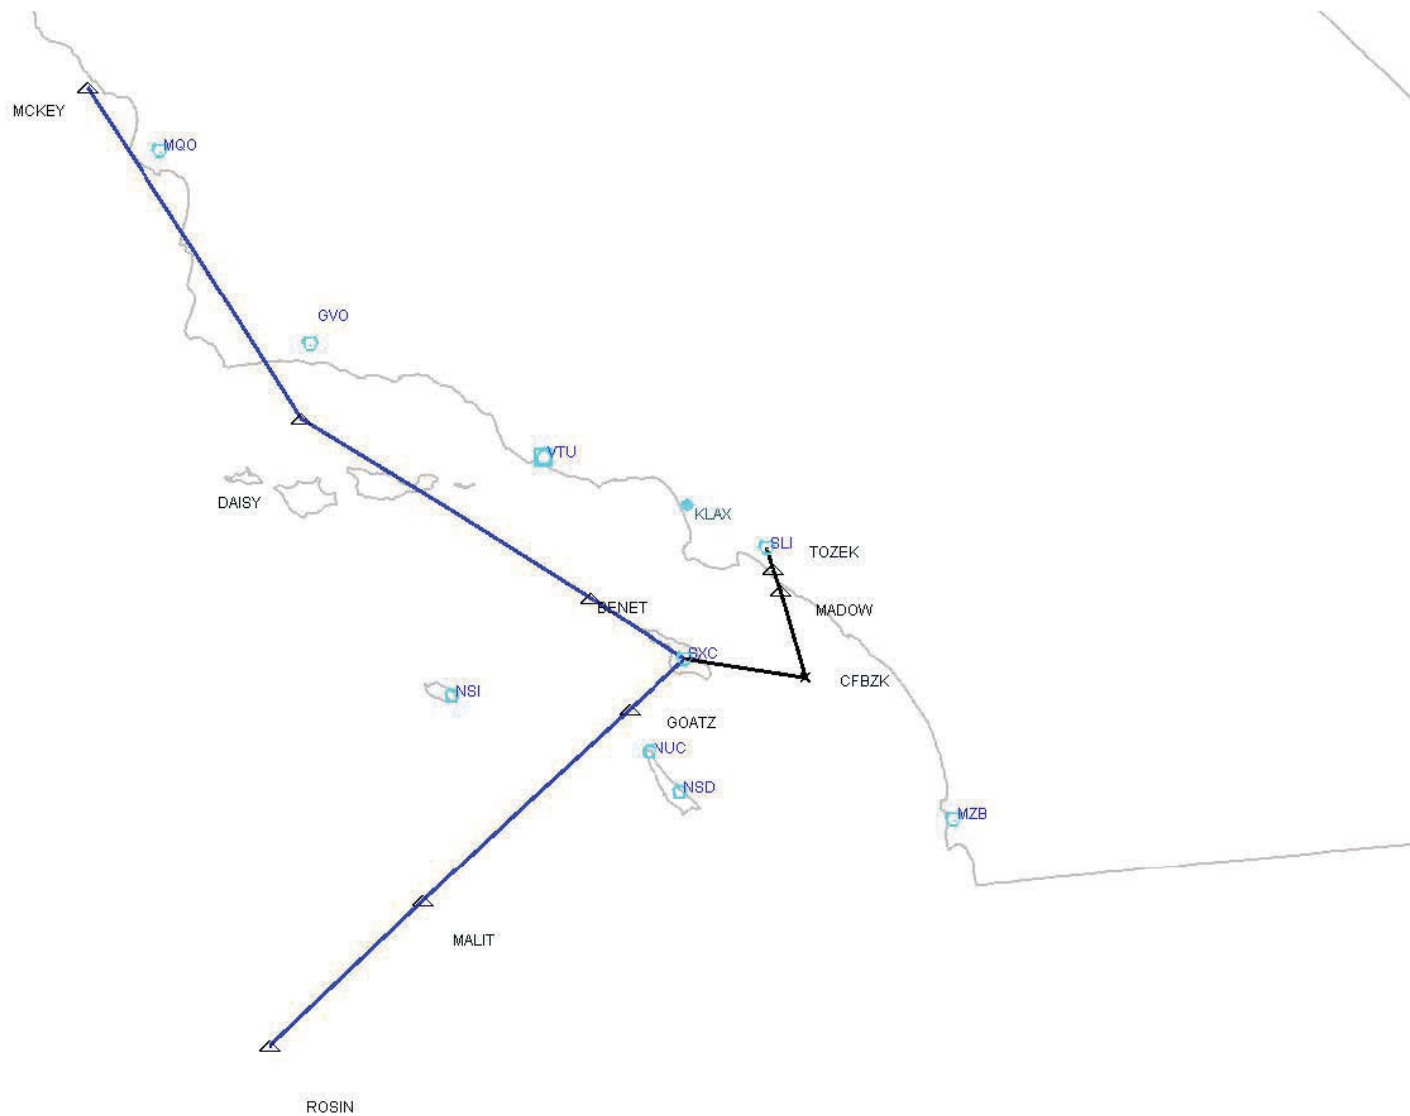 MCKEY
MQO
GVO
VTU
DAISY
KLAX
SLI
TOZEK
BENET
MADOW
SXC
CFBZK
NSI
GOATZ
NUC
NSD
MZB
MALIT
ROSIN